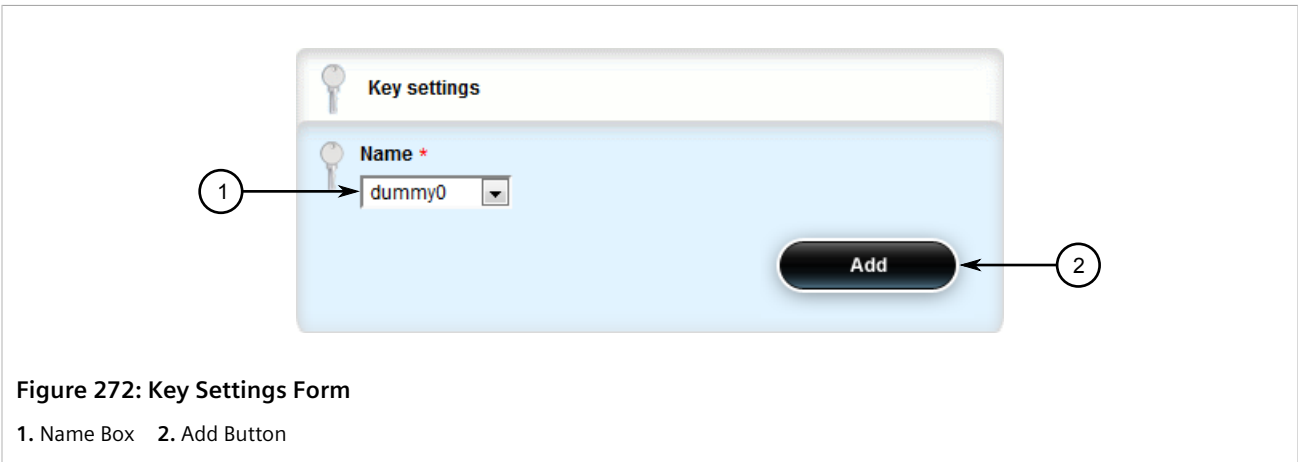 Key settings
Name *
1
dummy0
Add
2
Figure 272: Key Settings Form
1. Name Box 2. Add Button